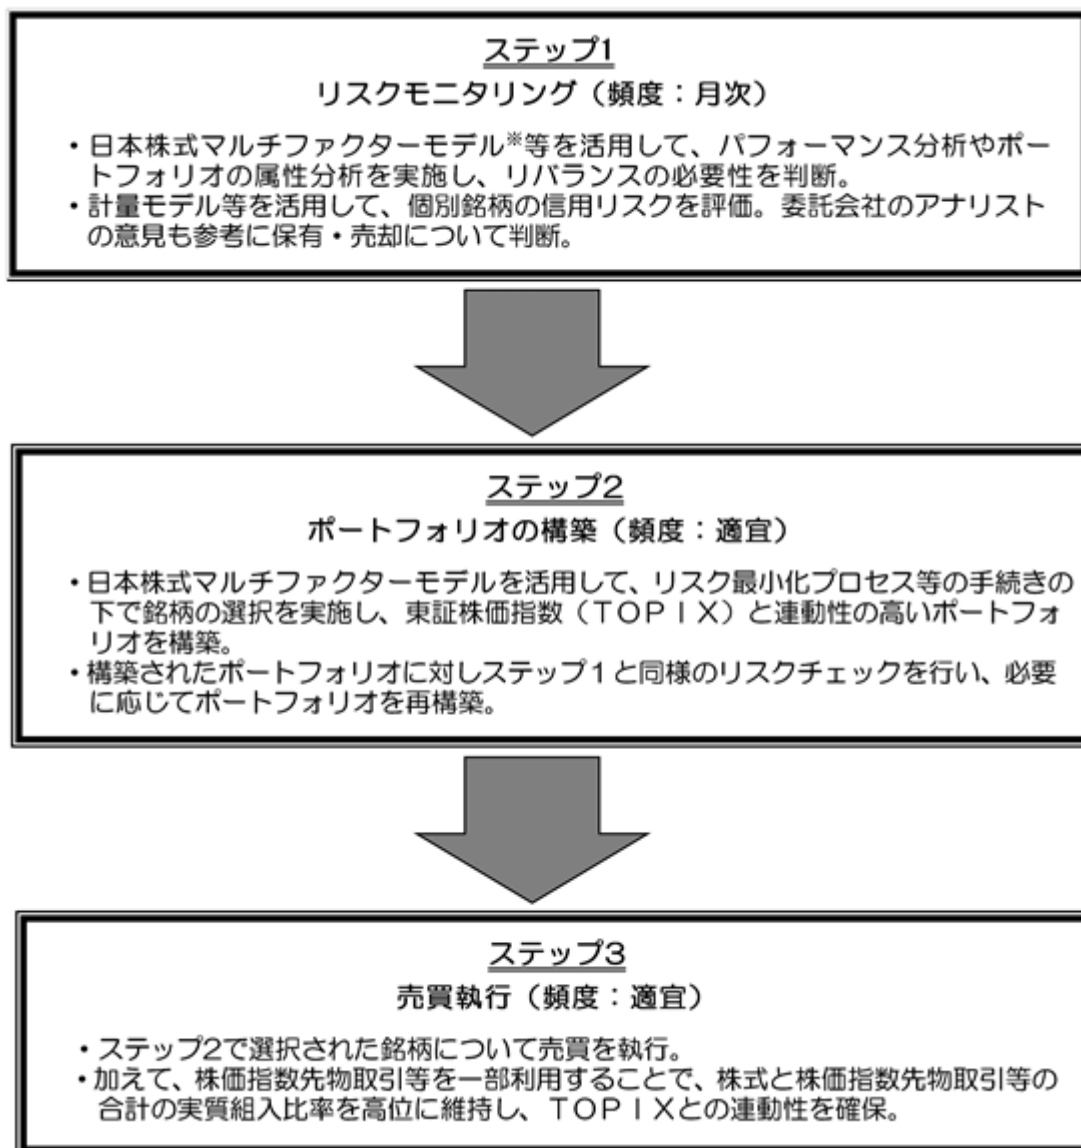 ステップ1
リスクモニタリング（頻度：月次）
・日本株式マルチファクターモデル※等を活用して、パフォーマンス分析やポー
トフォリオの属性分析を実施し、リバランスの必要性を判断。
・計量モデル等を活用して、個別銘柄の信用リスクを評価。委託会社のアナリスト
の意見も参考に保有・売却について判断。
ステップ2
ポートフォリオの構築（頻度：適宜）
・日本株式マルチファクターモデルを活用して、リスク最小化プロセス等の手続きの
下で銘柄の選択を実施し、東証株価指数（ＴＯＰＩＸ）と連動性の高いポートフォ
リオを構築。
・構築されたポートフォリオに対しステップ１と同様のリスクチェックを行い、必要
に応じてポートフォリオを再構築。
ステップ3
売買執行（頻度：適宜）
・ステップ2で選択された銘柄について売買を執行。
・加えて、株価指数先物取引等を一部利用することで、株式と株価指数先物取引等の
合計の実質組入比率を高位に維持し、ＴＯＰＩＸとの連動性を確保。